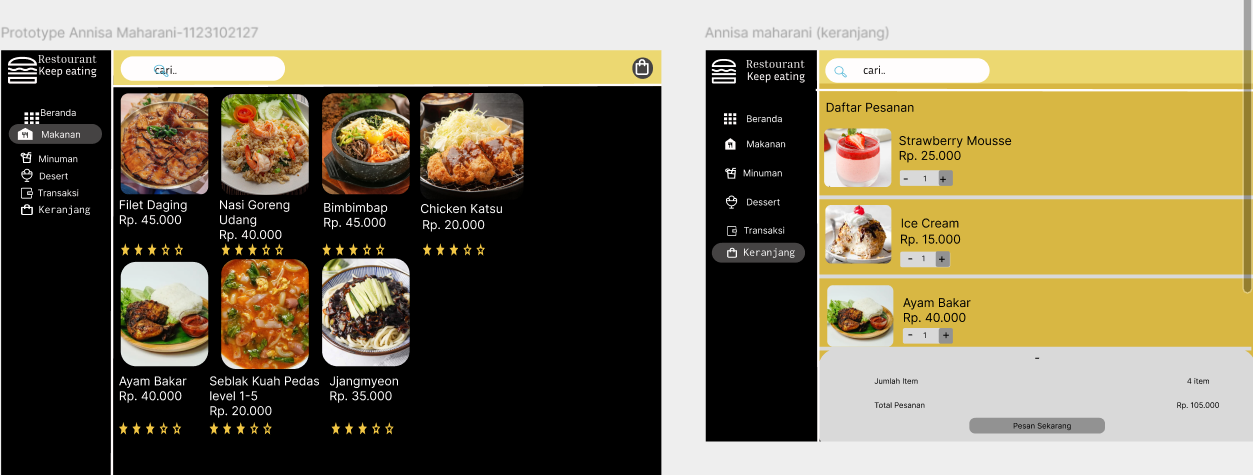 Prototype Annisa Maharani-1123102127
Restourant
Keep eating
cari..
Beranda
Makanan
Minuman
Desert
Transaksi
Keranjang
Filet Daging
Rp. 45.000
Nasi Goreng
Udang
Rp. 40.000
Bimbimbap
Rp. 45.000
Chicken Katsu
Rp. 20.000
Ayam Bakar
Rp. 40.000
Seblak Kuah Pedas
level 1-5
Rp. 20.000
Jjangmyeon
Rp. 35.000
Annisa maharani (keranjang)
Restourant
Keep eating
cari..
Beranda
Makanan
Minuman
Dessert
Transaksi
Keranjang
Daftar Pesanan
Strawberry Mousse
Rp. 25.000
- 1 +
Ice Cream
Rp. 15.000
- 1 +
Ayam Bakar
Rp. 40.000
- 1 +
-
Jumlah Item 4 item
Total Pesanan Rp. 105.000
Pesan Sekarang